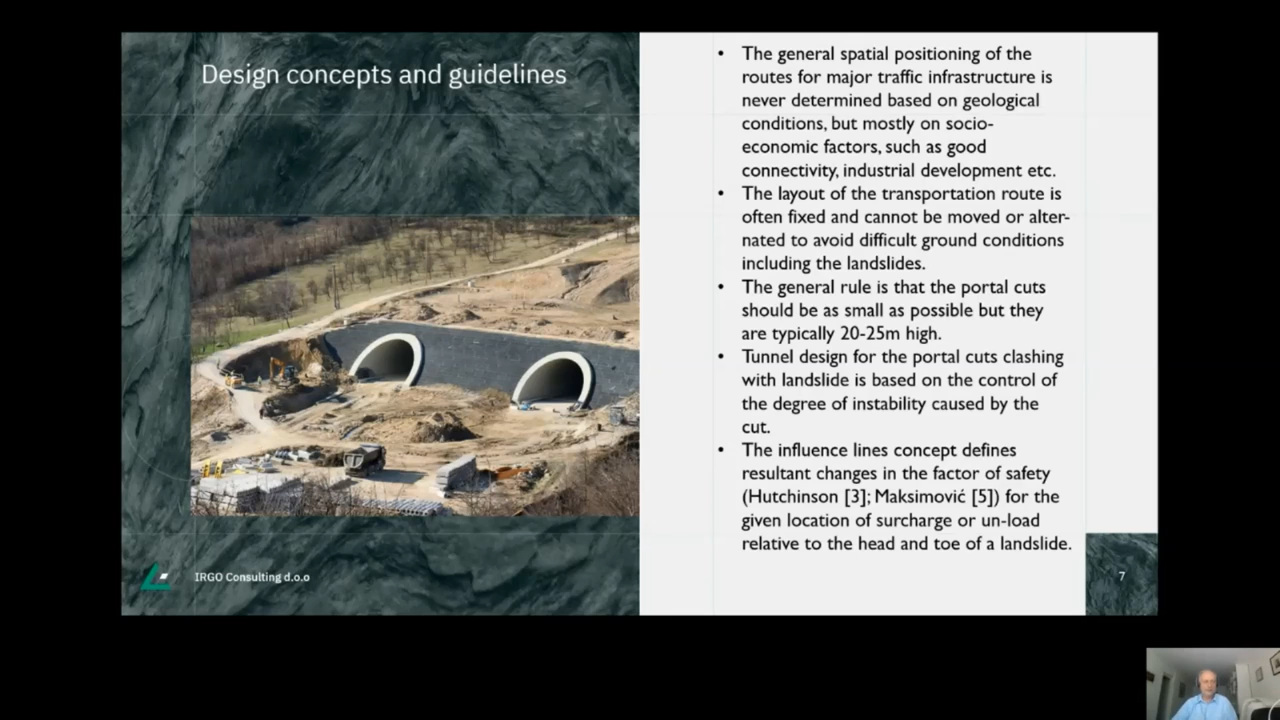 Design concepts and guidelines
• The general spatial positioning of the
routes for major traffic infrastructure is
never determined based on geological
conditions, but mostly on socio-
economic factors, such as good
connectivity, industrial development etc.
• The layout of the transportation route is
often fixed and cannot be moved or alter-
nated to avoid difficult ground conditions
including the landslides.
• The general rule is that the portal cuts
should be as small as possible but they
are typically 20-25m high.
• Tunnel design for the portal cuts clashing
with landslide is based on the control of
the degree of instability caused by the
cut.
• The influence lines concept defines
resultant changes in the factor of safety
(Hutchinson [3]; Maksimović [5]) for the
given location of surcharge or un-load
relative to the head and toe of a landslide.
IRGO Consulting d.o.o
7